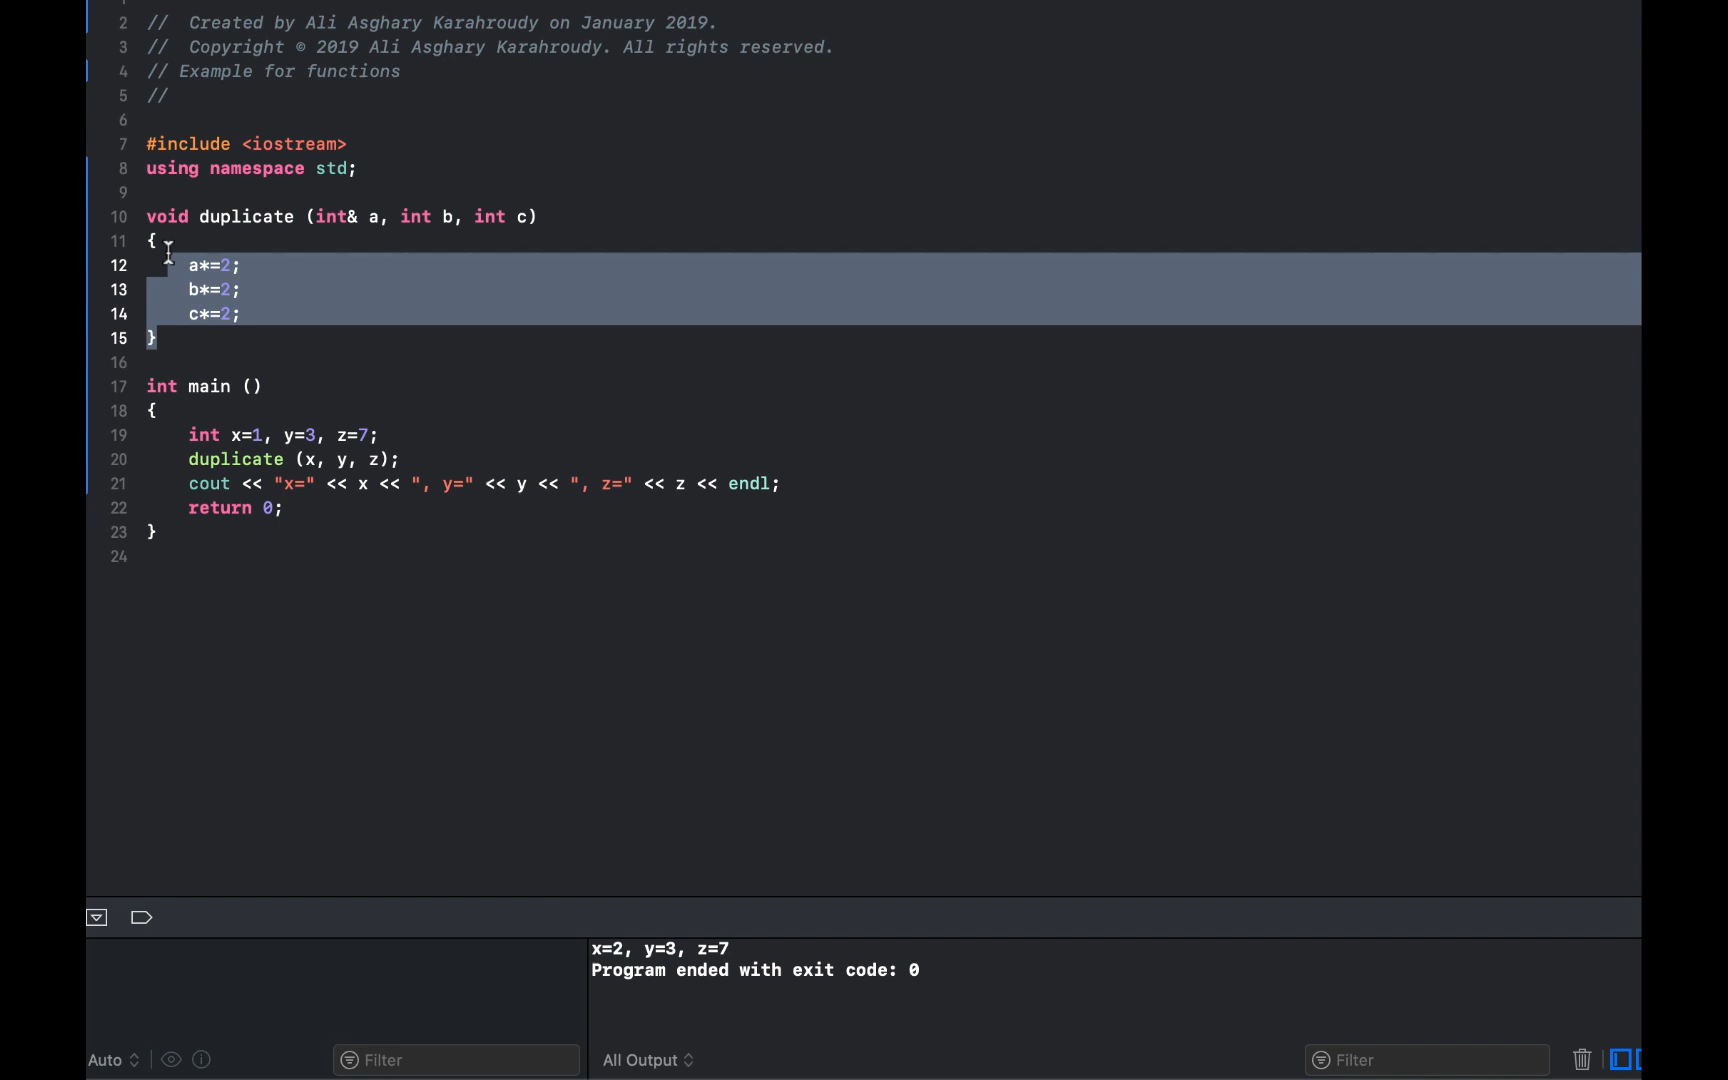 2 //  Created by Ali Asghary Karahroudy on January 2019.
3 //  Copyright © 2019 Ali Asghary Karahroudy. All rights reserved.
4 // Example for functions
5 //
6
7 #include <iostream>
8 using namespace std;
9
10 void duplicate (int& a, int b, int c)
11 {
12     a*=2;
13     b*=2;
14     c*=2;
15 }
16
17 int main ()
18 {
19     int x=1, y=3, z=7;
20     duplicate (x, y, z);
21     cout << "x=" << x << ", y=" << y << ", z=" << z << endl;
22     return 0;
23 }
24
x=2, y=3, z=7
Program ended with exit code: 0
Auto Filter All Output Filter